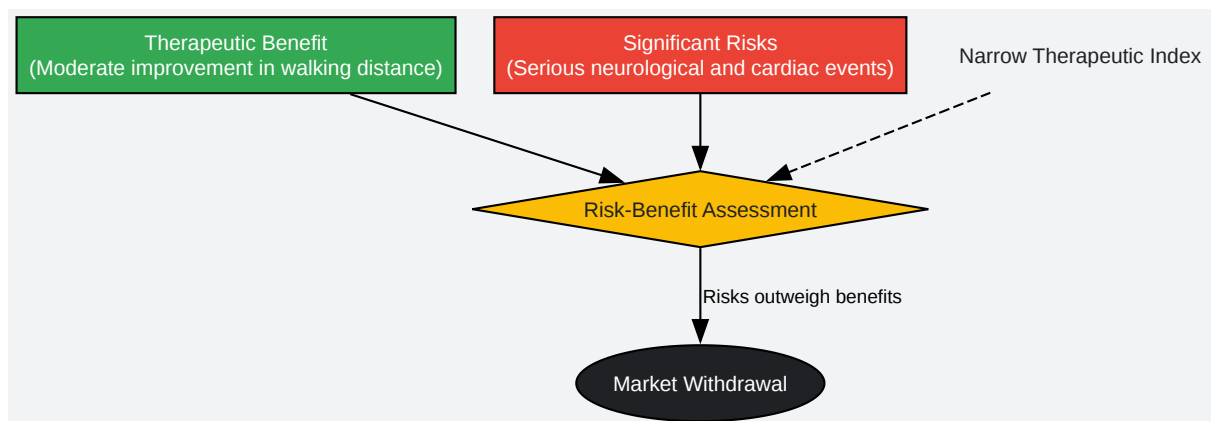 Therapeutic Benefit
(Moderate improvement in walking distance)
Significant Risks
(Serious neurological and cardiac events)
Narrow Therapeutic Index
Risk-Benefit Assessment
Risks outweigh benefits
Market Withdrawal